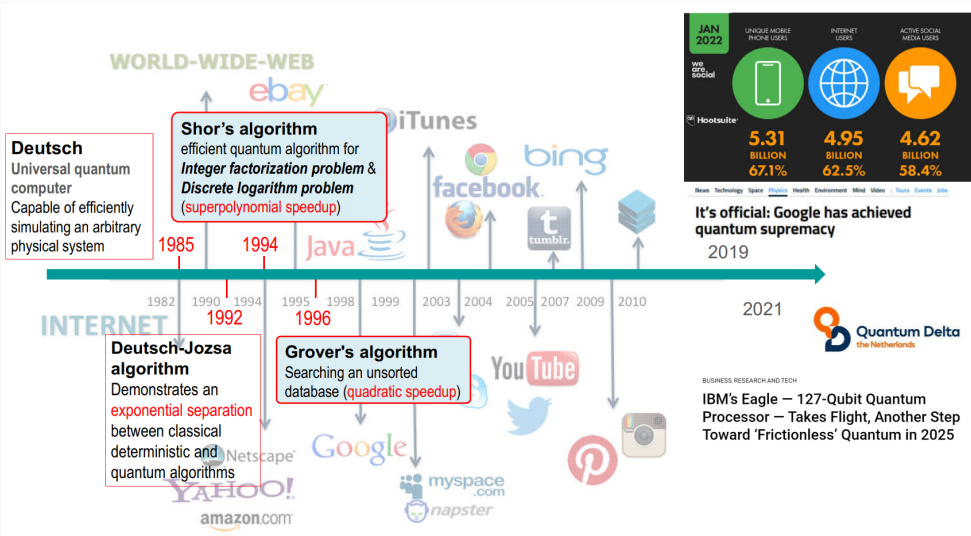 WORLD-WIDE-WEB
ebay
Deutsch
Universal quantum
computer
Capable of efficiently
simulating an arbitrary
physical system
Shor's algorithm
efficient quantum algorithm for
Integer factorization problem &
Discrete logarithm problem
(superpolynomial speedup)
iTunes
facebook.
bing
tumblr.
Java
1985
1994
1982
1990
1994
1995
1998
1999
2003
2004
2005
2007
2009
2010
1992
1996
INTERNET
Deutsch-Jozsa
algorithm
Demonstrates an
exponential separation
between classical
deterministic and
quantum algorithms
Grover's algorithm
Searching an unsorted
database (quadratic speedup)
You Tube
Google
Netscape
YAHOO!
amazon.com
myspace
.com
napster
JAN
2022
we
are
social
Hootsuite
UNIQUE MOBILE
PHONE USERS
INTERNET
USERS
ACTIVE SOCIAL
MEDIA USERS
5.31
BILLION
67.1%
4.95
BILLION
62.5%
4.62
BILLION
58.4%
News Technology Space Physics Health Environment Mind Video | Tours Events Jobs
It's official: Google has achieved
quantum supremacy
2019
2021
Quantum Delta
the Netherlands
BUSINESS RESEARCH AND TECH
IBM's Eagle — 127-Qubit Quantum
Processor — Takes Flight, Another Step
Toward 'Frictionless' Quantum in 2025